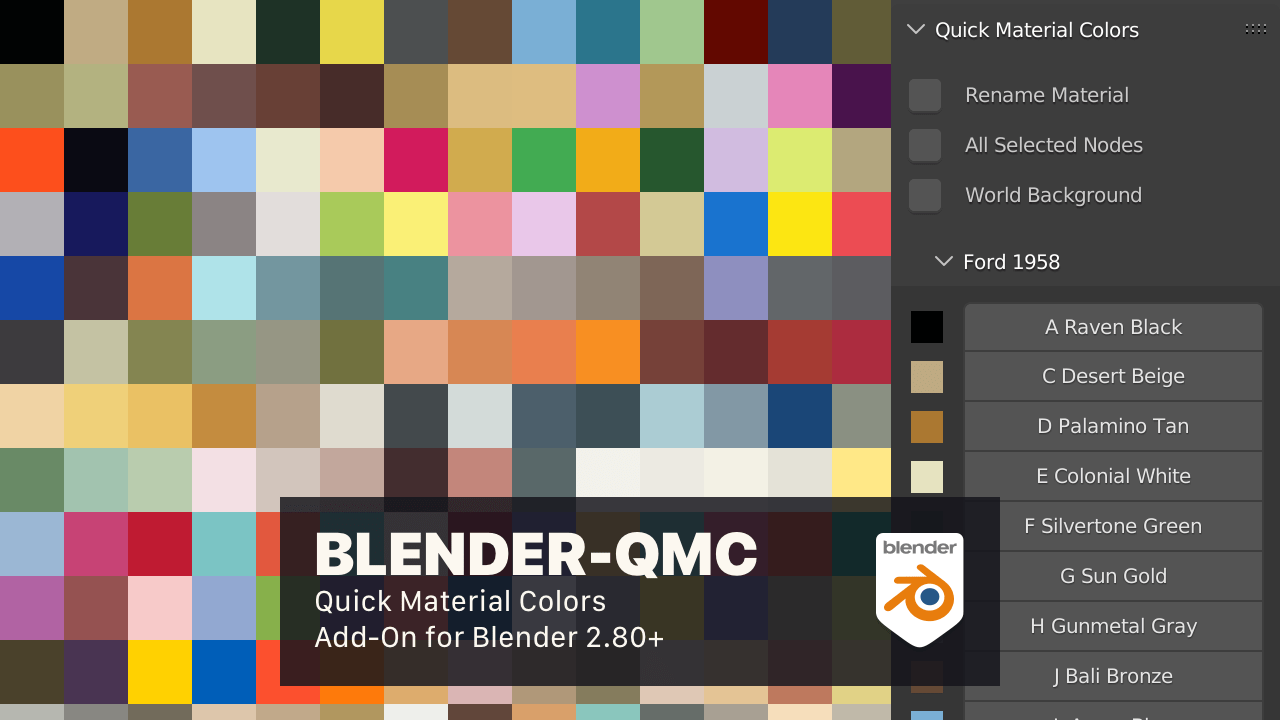 Quick Material Colors
Rename Material
All Selected Nodes
World Background
Ford 1958
A Raven Black
C Desert Beige
D Palamino Tan
E Colonial White
F Silvertone Green
G Sun Gold
H Gunmetal Gray
J Bali Bronze
BLENDER-QMC
Quick Material Colors
Add-On for Blender 2.80+
blender